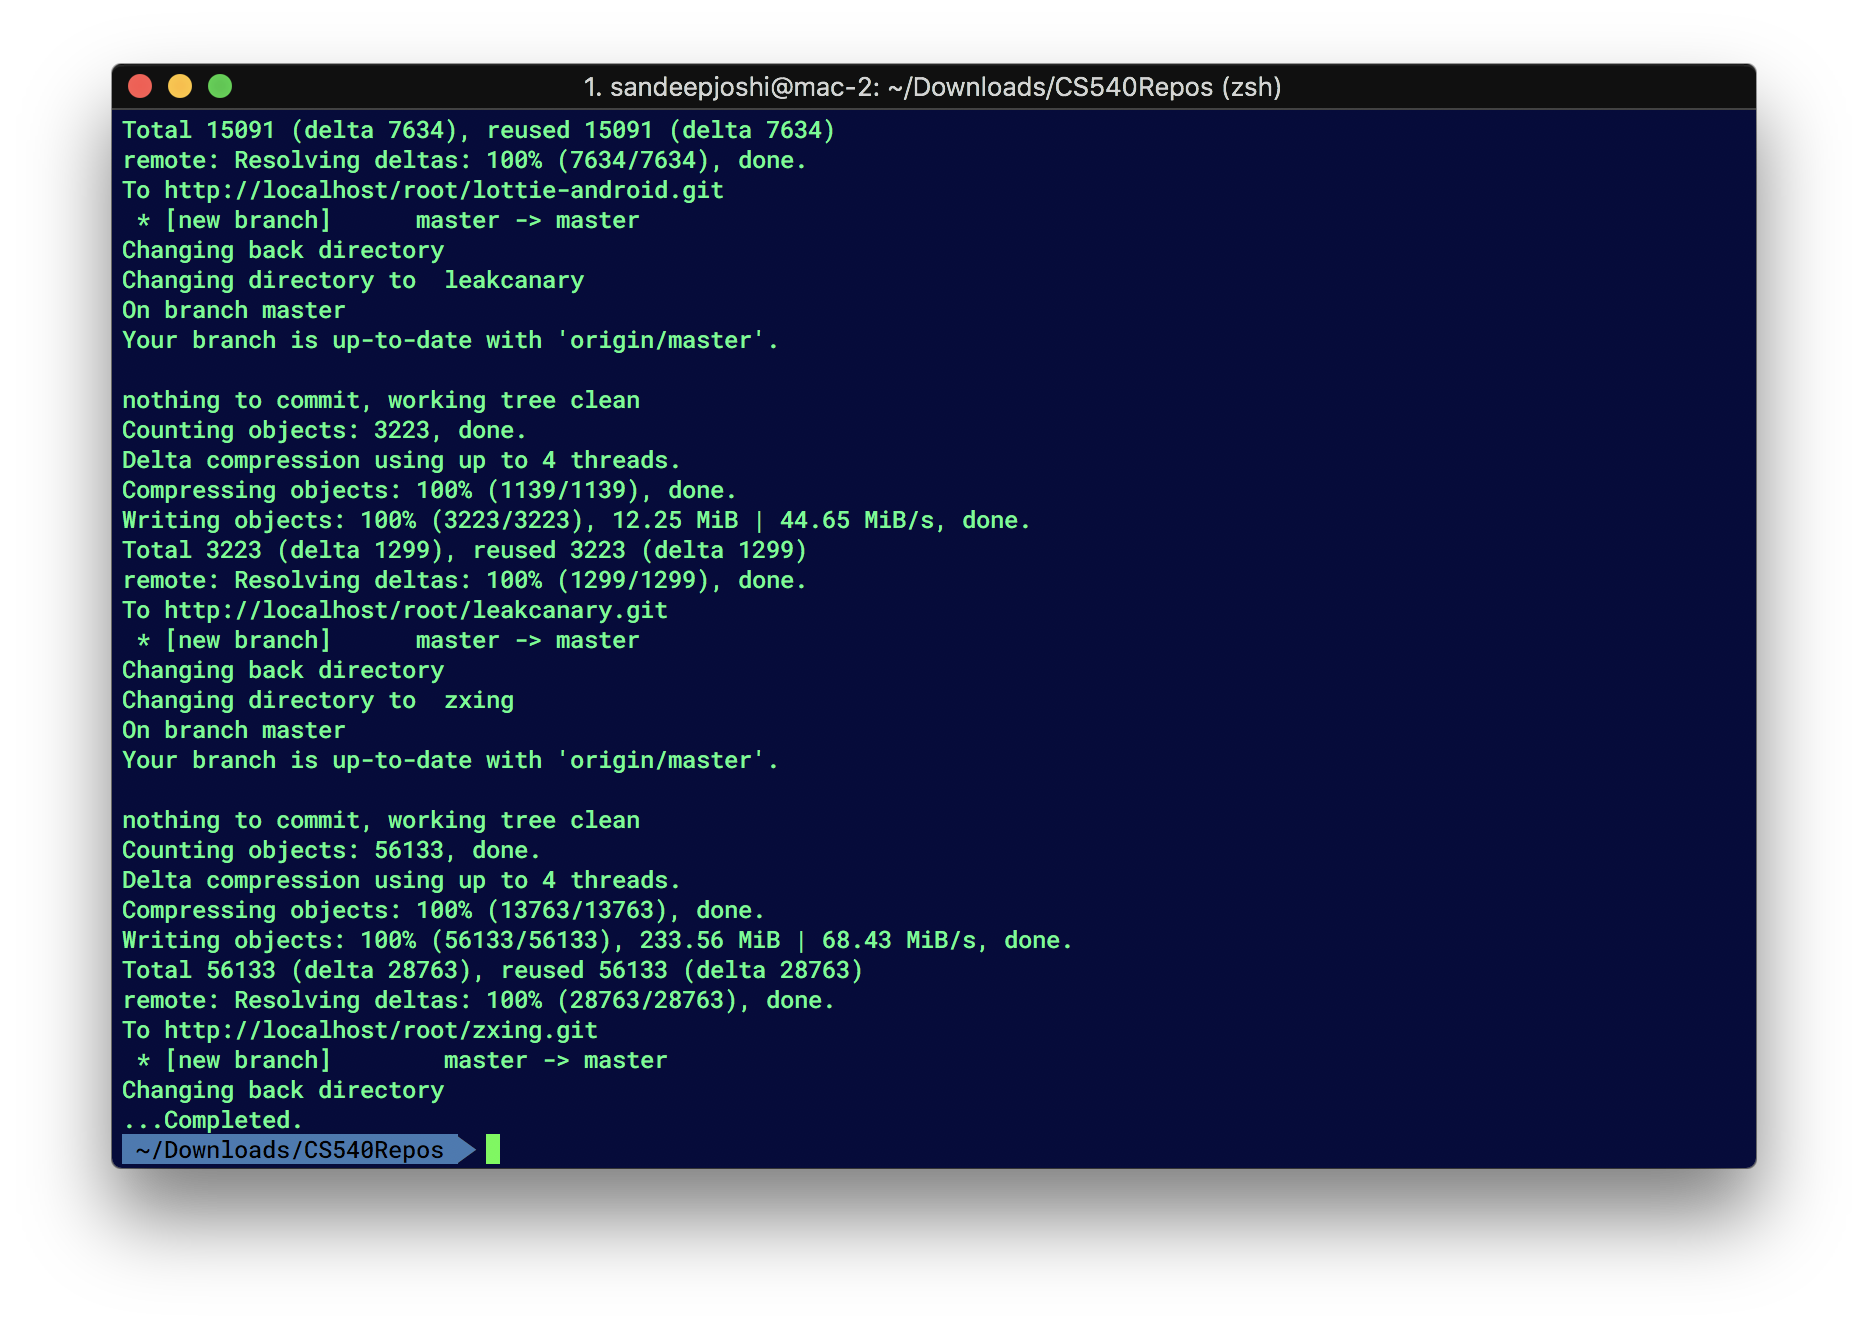 1. sandeepjoshi@mac-2: ~/Downloads/CS540Repos (zsh)
Total 15091 (delta 7634), reused 15091 (delta 7634)
remote: Resolving deltas: 100% (7634/7634), done.
To http://localhost/root/lottie-android.git
 * [new branch]      master -> master
Changing back directory
Changing directory to  leakcanary
On branch master
Your branch is up-to-date with 'origin/master'.

nothing to commit, working tree clean
Counting objects: 3223, done.
Delta compression using up to 4 threads.
Compressing objects: 100% (1139/1139), done.
Writing objects: 100% (3223/3223), 12.25 MiB | 44.65 MiB/s, done.
Total 3223 (delta 1299), reused 3223 (delta 1299)
remote: Resolving deltas: 100% (1299/1299), done.
To http://localhost/root/leakcanary.git
 * [new branch]      master -> master
Changing back directory
Changing directory to  zxing
On branch master
Your branch is up-to-date with 'origin/master'.

nothing to commit, working tree clean
Counting objects: 56133, done.
Delta compression using up to 4 threads.
Compressing objects: 100% (13763/13763), done.
Writing objects: 100% (56133/56133), 233.56 MiB | 68.43 MiB/s, done.
Total 56133 (delta 28763), reused 56133 (delta 28763)
remote: Resolving deltas: 100% (28763/28763), done.
To http://localhost/root/zxing.git
 * [new branch]        master -> master
Changing back directory
...Completed.
~/Downloads/CS540Repos